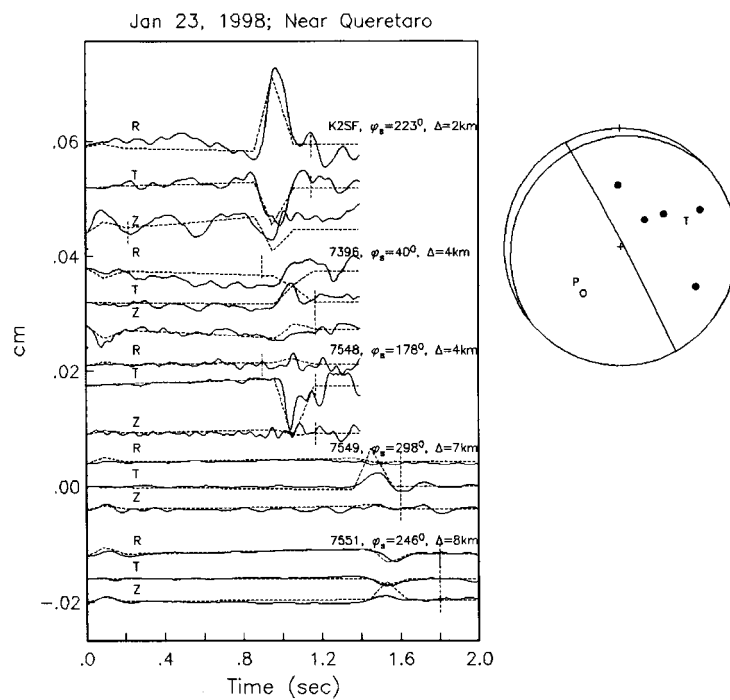 Jan 23, 1998; Near Queretaro
R K2SF, φs=223°, Δ=2km
T
Z
R 7396, φs=40°, Δ=4km
T
Z
R 7548, φs=178°, Δ=4km
T
Z
R 7549, φs=298°, Δ=7km
T
Z
R 7551, φs=246°, Δ=8km
T
Z
.06
.04
.02
.00
-.02
cm
.0 .4 .8 1.2 1.6 2.0
Time (sec)
T
P